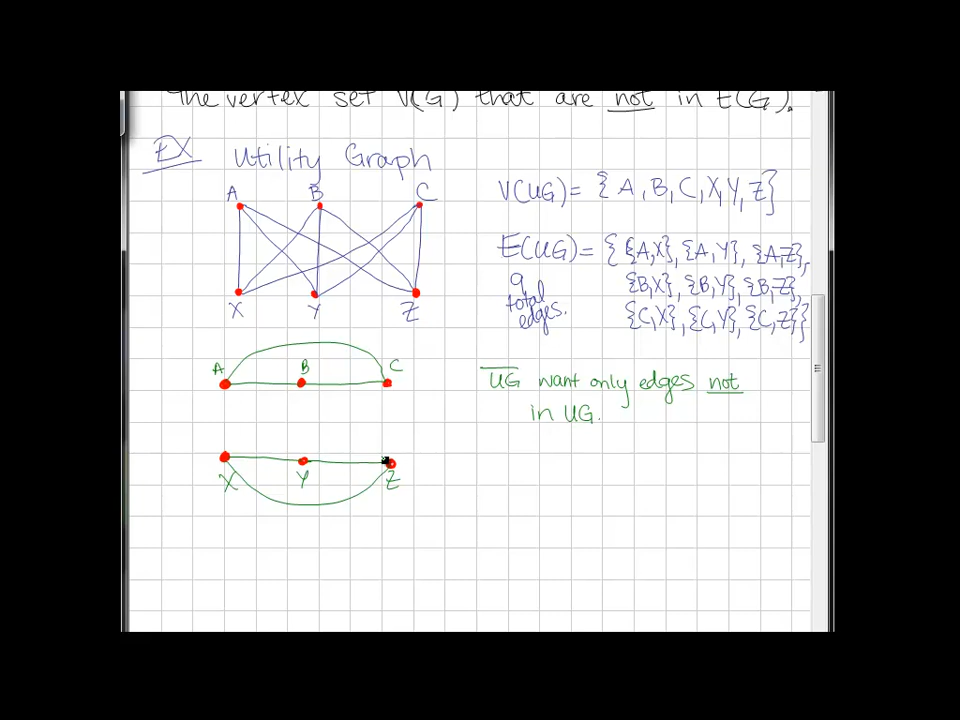 The vertex set V(G) that are not in E(G).
EX Utility Graph
A B C
X Y Z
V(UG) = { A, B, C, X, Y, Z }
E(UG) = { {A,X}, {A,Y}, {A,Z},
{B,X}, {B,Y}, {B,Z},
{C,X}, {C,Y}, {C,Z} }
9
total
edges.
A B C
X Y Z
U̅G̅ want only edges not
in UG.